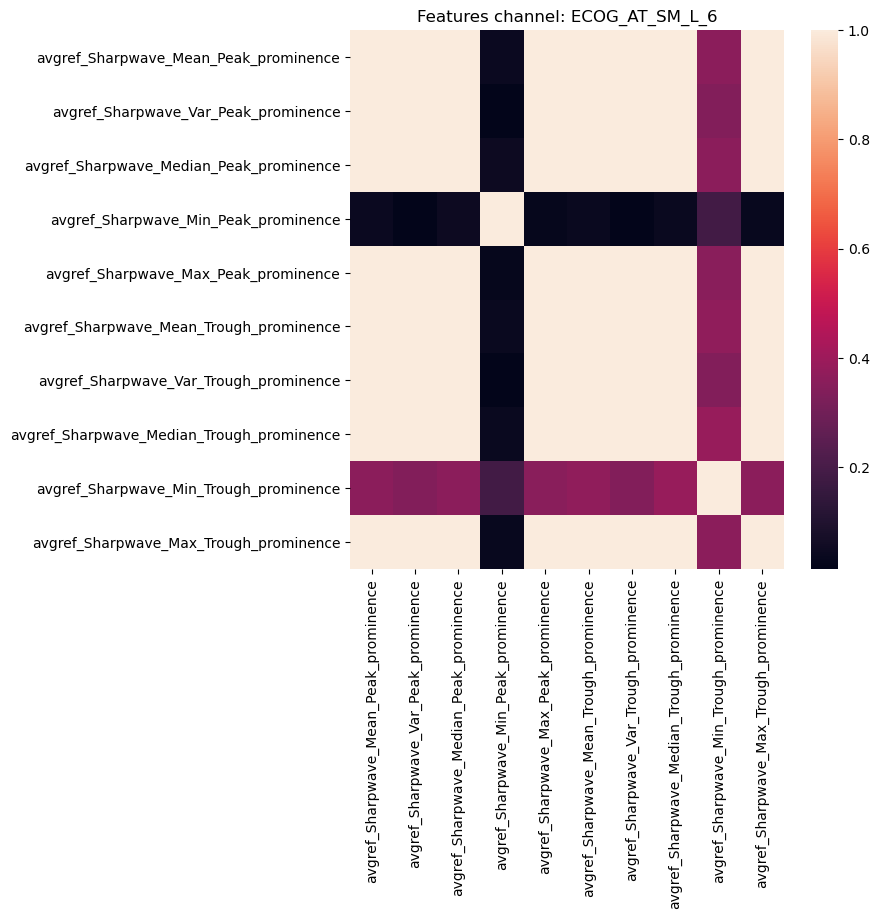 Features channel: ECOG_AT_SM_L_6
avgref_Sharpwave_Mean_Peak_prominence
avgref_Sharpwave_Var_Peak_prominence
avgref_Sharpwave_Median_Peak_prominence
avgref_Sharpwave_Min_Peak_prominence
avgref_Sharpwave_Max_Peak_prominence
avgref_Sharpwave_Mean_Trough_prominence
avgref_Sharpwave_Var_Trough_prominence
avgref_Sharpwave_Median_Trough_prominence
avgref_Sharpwave_Min_Trough_prominence
avgref_Sharpwave_Max_Trough_prominence
1.0
0.8
0.6
0.4
0.2
avgref_Sharpwave_Mean_Peak_prominence
avgref_Sharpwave_Var_Peak_prominence
avgref_Sharpwave_Median_Peak_prominence
avgref_Sharpwave_Min_Peak_prominence
avgref_Sharpwave_Max_Peak_prominence
avgref_Sharpwave_Mean_Trough_prominence
avgref_Sharpwave_Var_Trough_prominence
avgref_Sharpwave_Median_Trough_prominence
avgref_Sharpwave_Min_Trough_prominence
avgref_Sharpwave_Max_Trough_prominence